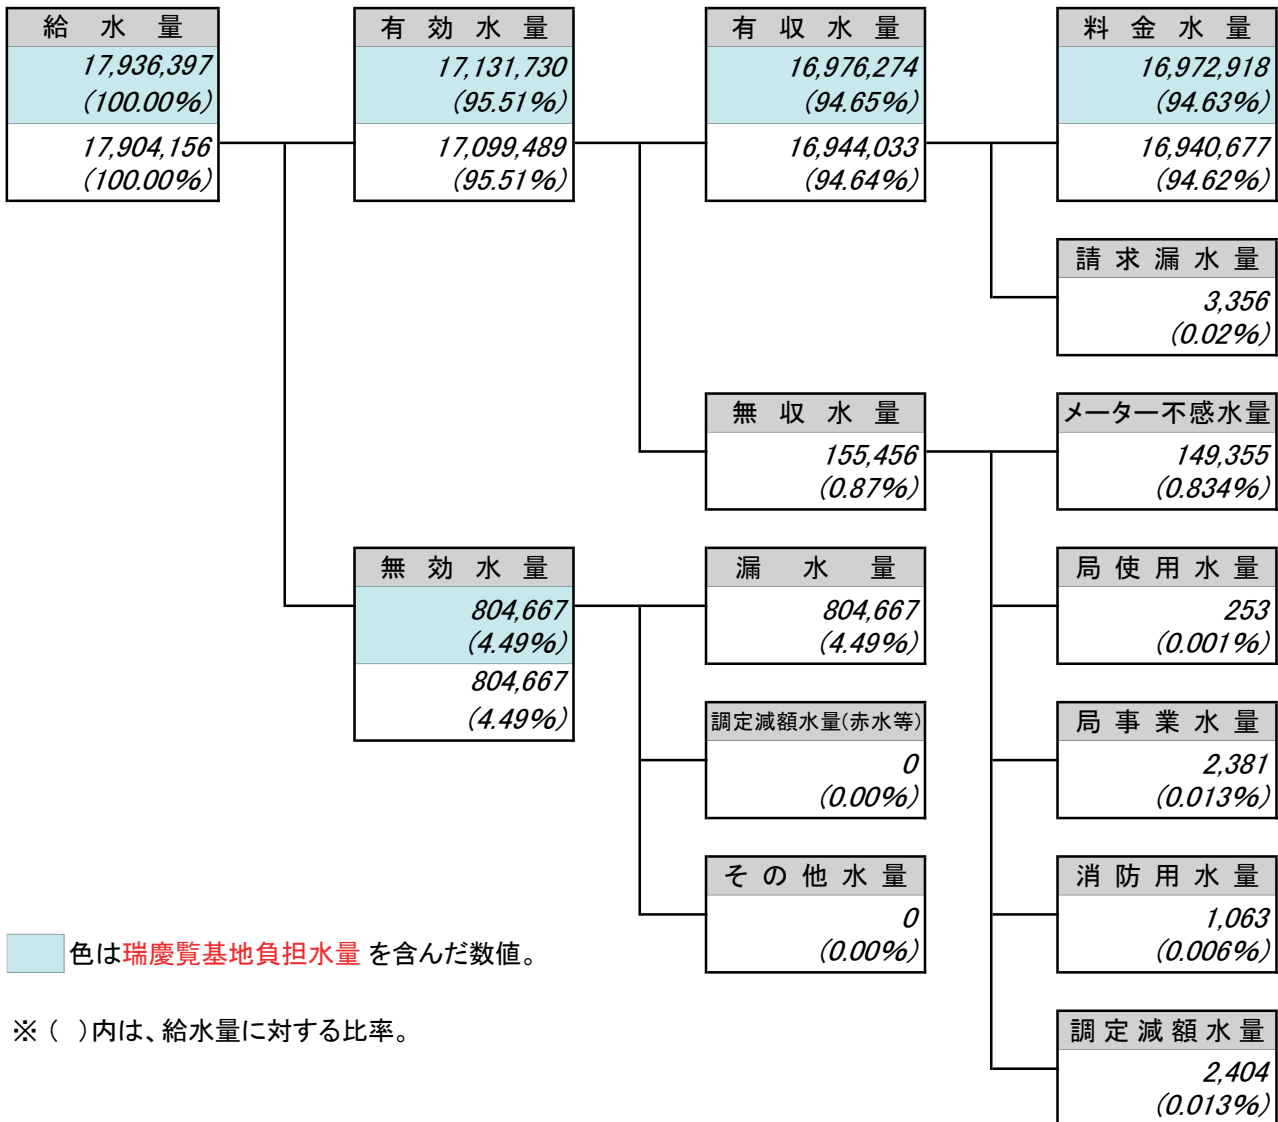 給水量
17,936,397
(100.00%)
17,904,156
(100.00%)
有効水量
17,131,730
(95.51%)
17,099,489
(95.51%)
有収水量
16,976,274
(94.65%)
16,944,033
(94.64%)
料金水量
16,972,918
(94.63%)
16,940,677
(94.62%)
請求漏水量
3,356
(0.02%)
無収水量
155,456
(0.87%)
メーター不感水量
149,355
(0.834%)
無効水量
804,667
(4.49%)
804,667
(4.49%)
漏水量
804,667
(4.49%)
局使用水量
253
(0.001%)
調定減額水量(赤水等)
0
(0.00%)
局事業水量
2,381
(0.013%)
その他水量
0
(0.00%)
消防用水量
1,063
(0.006%)
色は瑞慶覧基地負担水量 を含んだ数値。
※ ( )内は、給水量に対する比率。
調定減額水量
2,404
(0.013%)